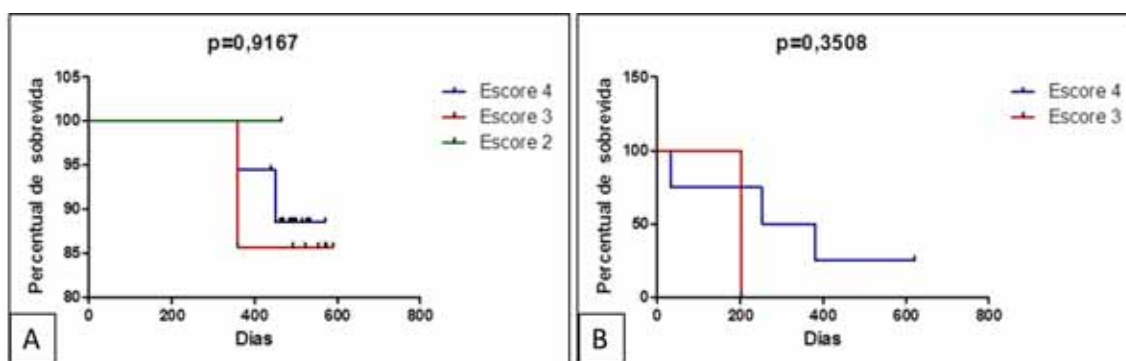 p=0,9167
Percentual de sobrevida
105
100
95
90
85
80
0
200
400
600
800
Dias
Escore 4
Escore 3
Escore 2
A
p=0,3508
Percentual de sobrevida
150
100
50
0
0
200
400
600
800
Dias
Escore 4
Escore 3
B